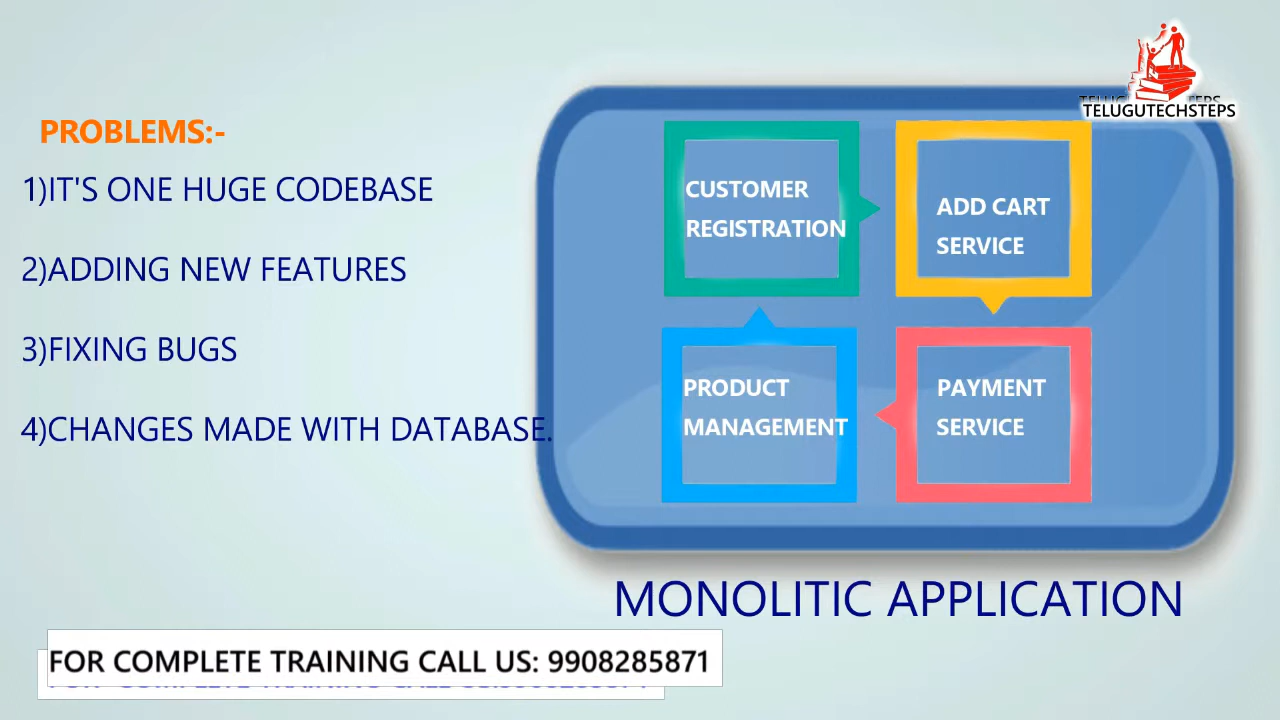 TELUGUTECHSTEPS
PROBLEMS:-
1)IT'S ONE HUGE CODEBASE
2)ADDING NEW FEATURES
3)FIXING BUGS
4)CHANGES MADE WITH DATABASE.
CUSTOMER
REGISTRATION
ADD CART
SERVICE
PRODUCT
MANAGEMENT
PAYMENT
SERVICE
MONOLITIC APPLICATION
FOR COMPLETE TRAINING CALL US: 9908285871